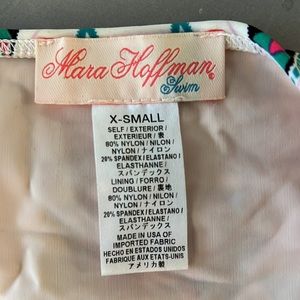 Mara Hoffman
Swim
X-SMALL
SELF / EXTERIOR /
EXTERIEUR / 表
80% NYLON / NILON /
NYLON / ナイロン
20% SPANDEX / ELASTANO /
ELASTHANNE /
スパンデックス
LINING / FORRO /
DOUBLURE / 裏地
80% NYLON / NILON /
NYLON / ナイロン
20% SPANDEX / ELASTANO /
ELASTHANNE /
スパンデックス
MADE IN USA OF
IMPORTED FABRIC
HECHO EN ESTADOS UNIDOS
FABRIQUE AUX ETATS-UNIS
アメリカ製